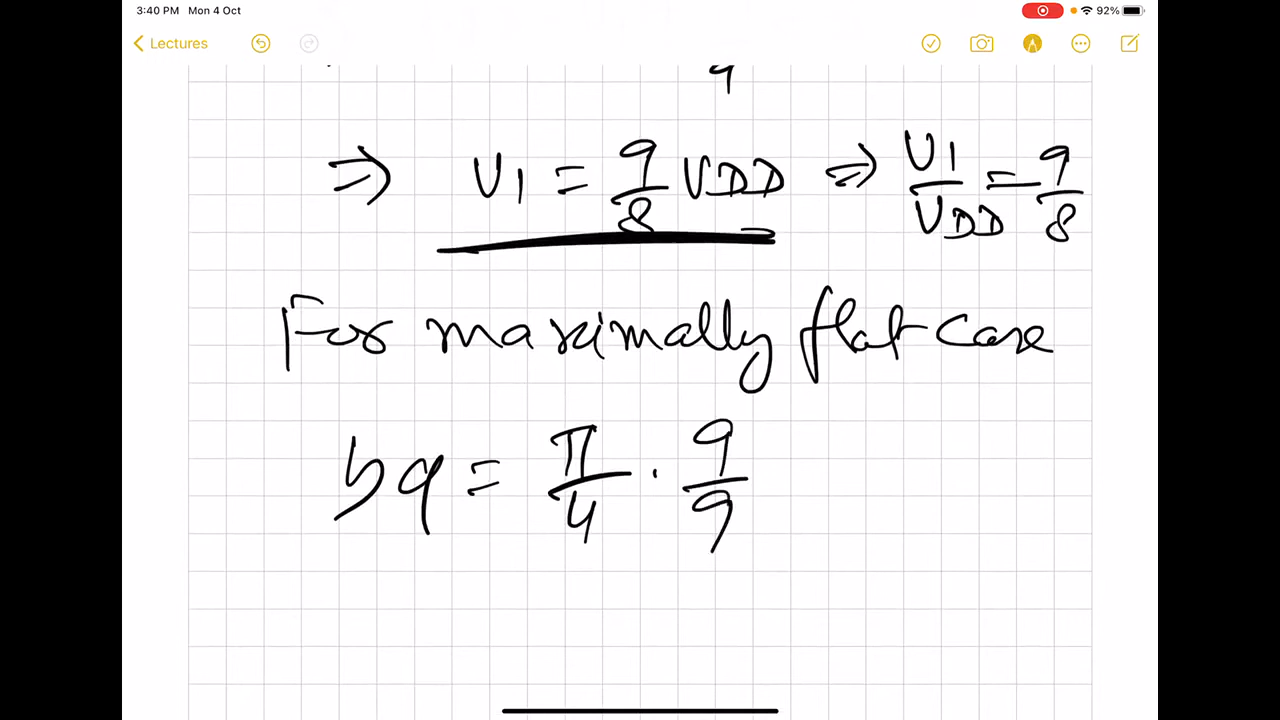 3:40 PM Mon 4 Oct 92%
Lectures
4
⇒ V1 = 9/8 VDD ⇒ V1/VDD = 9/8
For maximally flat case
η = π/4 · 9/9